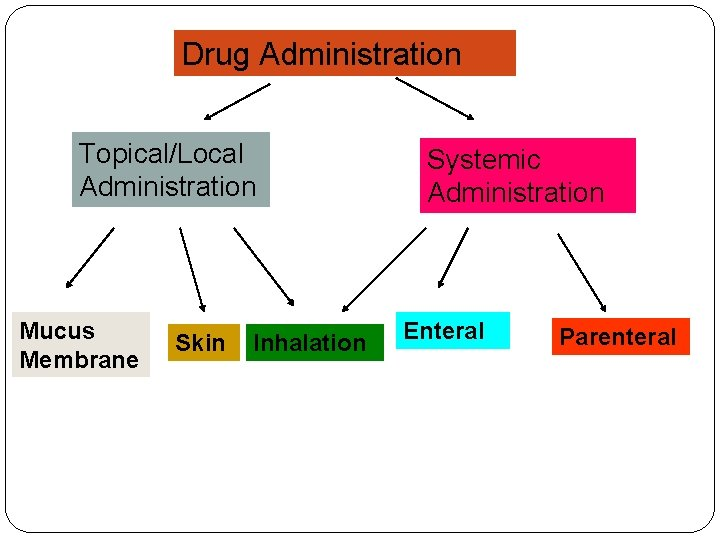 Drug Administration
Topical/Local
Administration
Systemic
Administration
Mucus
Membrane
Skin
Inhalation
Enteral
Parenteral